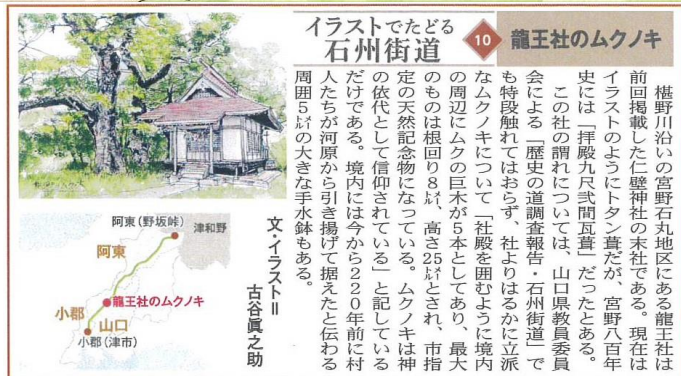 イラストでたどる
石州街道
10
龍王社のムクノキ
椹野川沿いの宮野石丸地区にある龍王社は
前回掲載した仁壁神社の末社である。現在は
イラストのようにトタン葺だが、宮野八百年
史には「拝殿九尺弐間瓦葺」だったとある。
この社の謂れについては、山口県教員委員
会による「歴史の道調査報告・石州街道」で
も特段触れてはおらず、社よりはるかに立派
なムクノキについて「社殿を囲むように境内
の周辺にムクの巨木が5本としてあり、最大
のものは根回り8㍍、高さ25㍍とされ、市指
定の天然記念物になっている。ムクノキは神
の依代として信仰されている」と記している
だけである。境内には今から220年前に村
人たちが河原から引き揚げて据えたと伝わる
周囲5㍍の大きな手水鉢もある。
文・イラスト=
古谷眞之助
阿東(野坂峠)
津和野
阿東
龍王社のムクノキ
小郡
山口
小郡(津市)